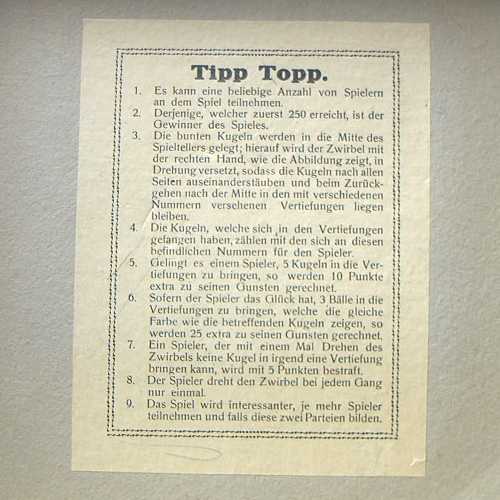 Tipp Topp.
1. Es kann eine beliebige Anzahl von Spielern
an dem Spiel teilnehmen.
2. Derjenige, welcher zuerst 250 erreicht, ist der
Gewinner des Spieles.
3. Die bunten Kugeln werden in die Mitte des
Spieltellers gelegt; hierauf wird der Zwirbel mit
der rechten Hand, wie die Abbildung zeigt, in
Drehung versetzt, sodass die Kugeln nach allen
Seiten auseinanderstäuben und beim Zurück-
gehen nach der Mitte in den mit verschiedenen
Nummern versehenen Vertiefungen liegen
bleiben.
4. Die Kugeln, welche sich in den Vertiefungen
gefangen haben, zählen mit den sich an diesen
befindlichen Nummern für den Spieler.
5. Gelingt es einem Spieler, 5 Kugeln in die Ver-
tiefungen zu bringen, so werden 10 Punkte
extra zu seinen Gunsten gerechnet.
6. Sofern der Spieler das Glück hat, 3 Bälle in die
Vertiefungen zu bringen, welche die gleiche
Farbe wie die betreffenden Kugeln zeigen, so
werden 25 extra zu seinen Gunsten gerechnet.
7. Ein Spieler, der mit einem Mal Drehen des
Zwirbels keine Kugel in irgend eine Vertiefung
bringen kann, wird mit 5 Punkten bestraft.
8. Der Spieler dreht den Zwirbel bei jedem Gang
nur einmal.
9. Das Spiel wird interessanter, je mehr Spieler
teilnehmen und falls diese zwei Parteien bilden.